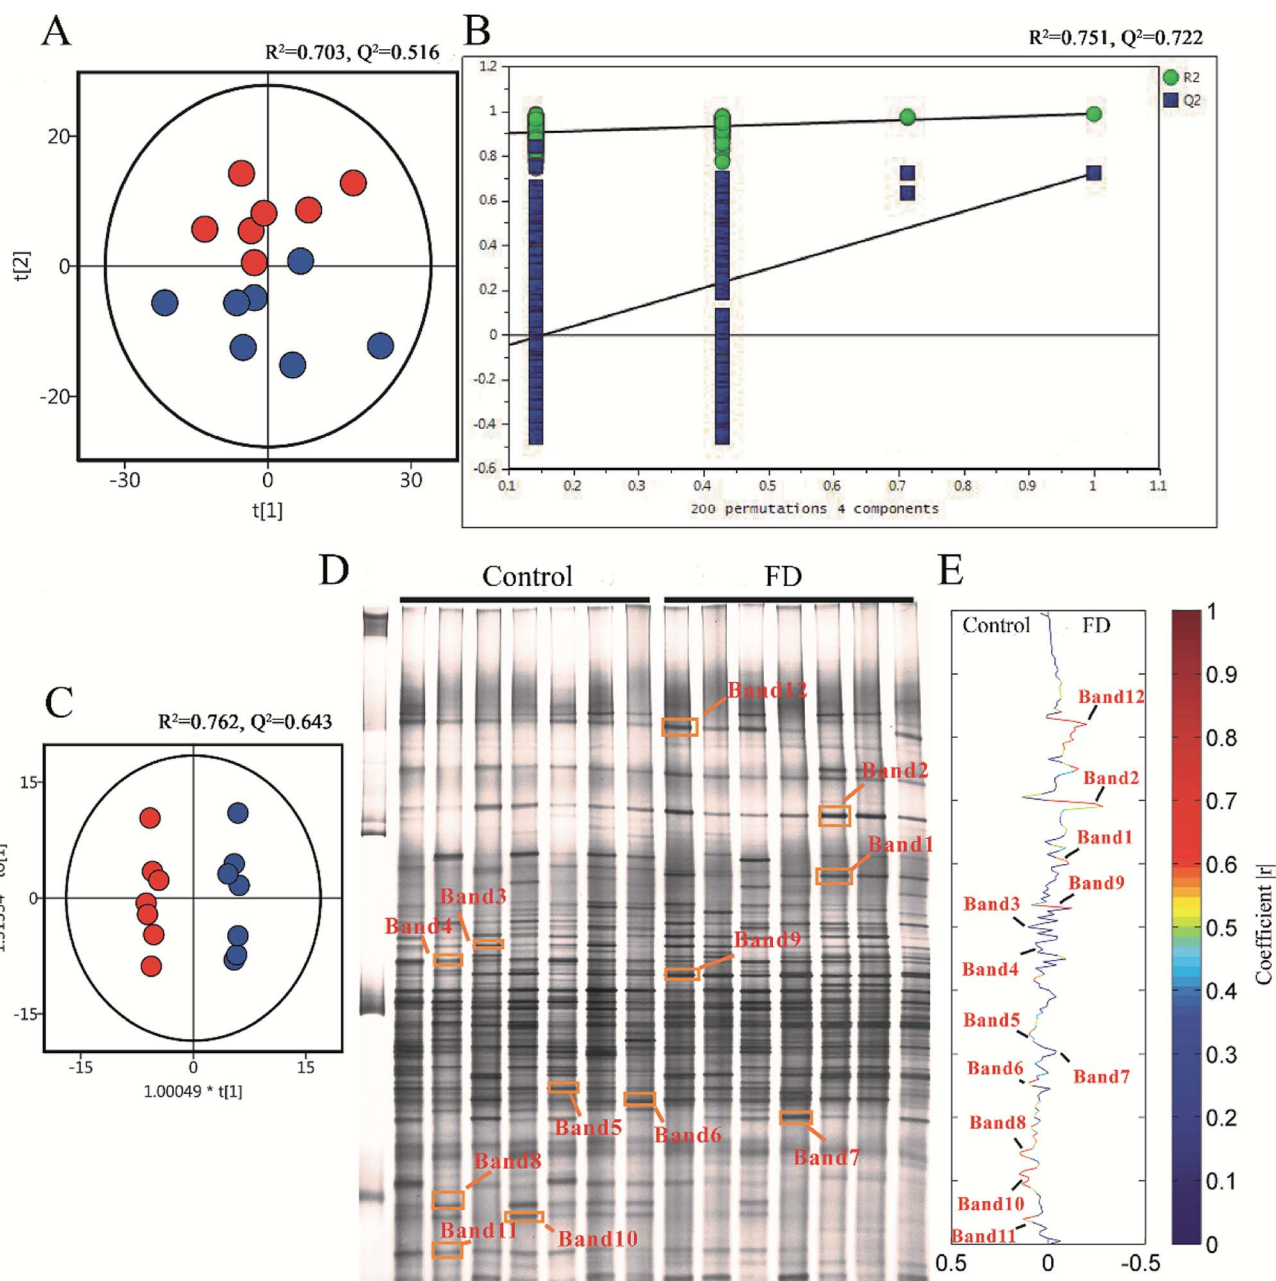 A
R²=0.703, Q²=0.516
20
0
-20
t[2]
-30
0
30
t[1]
B
R²=0.751, Q²=0.722
R2
Q2
1.2
1
0.8
0.6
0.4
0.2
0
-0.2
-0.4
-0.6
0.1
0.2
0.3
0.4
0.5
0.6
0.7
0.8
0.9
1
1.1
200 permutations 4 components
C
R²=0.762, Q²=0.643
15
0
-15
-15
0
15
1.00049 * t[1]
D
Control
FD
Band12
Band2
Band1
Band3
Band4
Band9
Band5
Band6
Band7
Band8
Band11
Band10
E
Control
FD
Band12
Band2
Band1
Band9
Band3
Band4
Band5
Band6
Band7
Band8
Band10
Band11
0.5
0
-0.5
1
0.9
0.8
0.7
0.6
0.5
0.4
0.3
0.2
0.1
0
Coefficient |r|